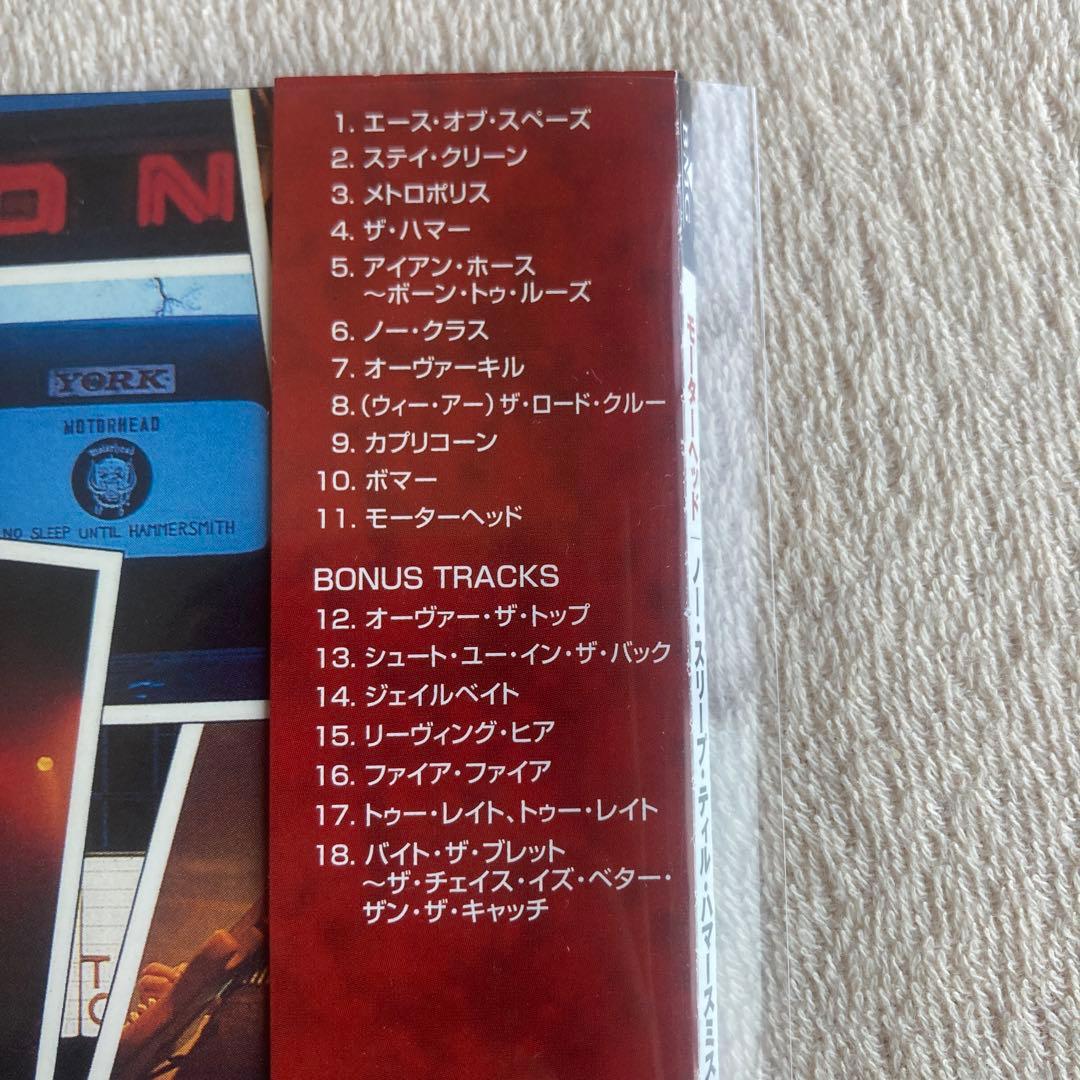 ON
YORK
MOTÖRHEAD
motörhead
NO SLEEP UNTIL HAMMERSMITH
1. エース・オブ・スペーズ
2. ステイ・クリーン
3. メトロポリス
4. ザ・ハマー
5. アイアン・ホース
～ボーン・トゥ・ルーズ
6. ノー・クラス
7. オーヴァーキル
8. (ウィー・アー)ザ・ロード・クルー
9. カプリコーン
10. ボマー
11. モーターヘッド
BONUS TRACKS
12. オーヴァー・ザ・トップ
13. シュート・ユー・イン・ザ・バック
14. ジェイルベイト
15. リーヴィング・ヒア
16. ファイア・ファイア
17. トゥー・レイト、トゥー・レイト
18. バイト・ザ・ブレット
～ザ・チェイス・イズ・ベター・
ザン・ザ・キャッチ
モーターヘッド / ノー・スリープ・ティル・ハマースミス